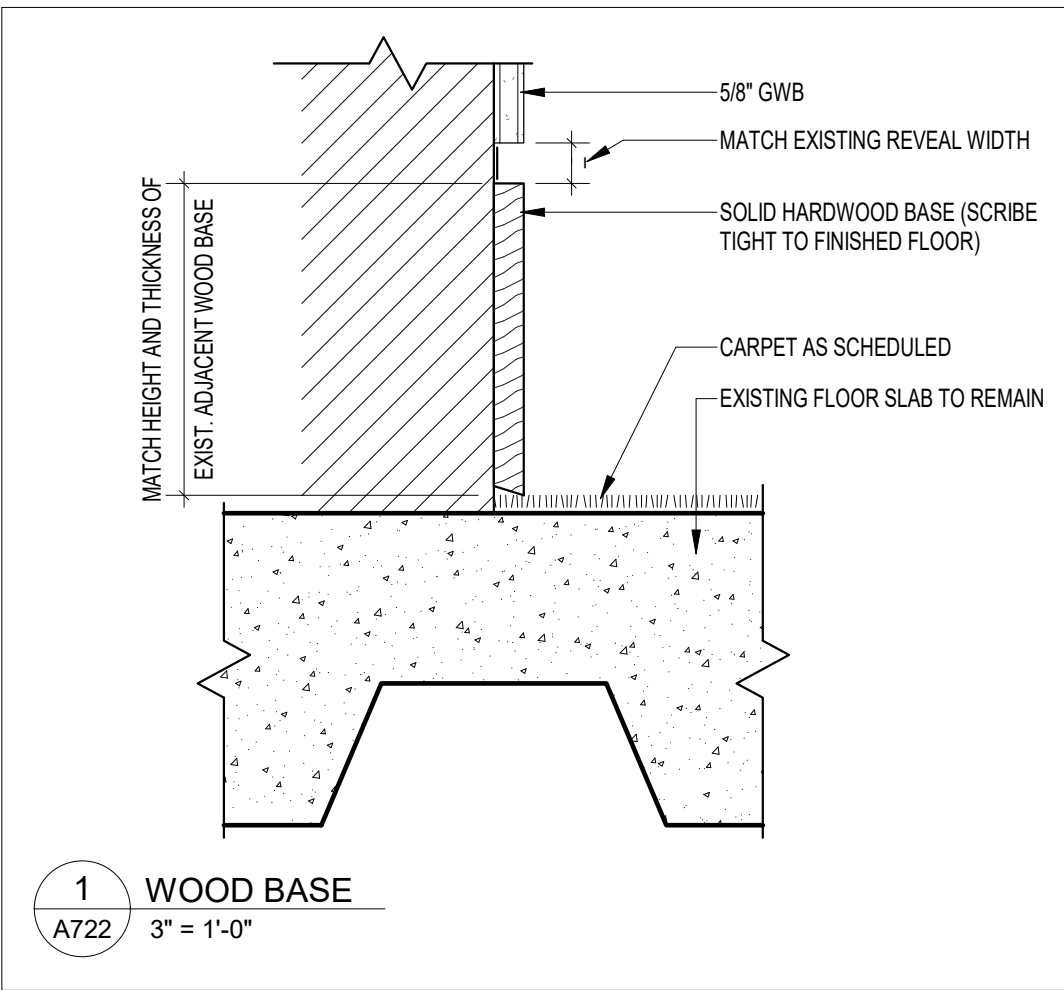 5/8" GWB
MATCH EXISTING REVEAL WIDTH
SOLID HARDWOOD BASE (SCRIBE
TIGHT TO FINISHED FLOOR)
MATCH HEIGHT AND THICKNESS OF
EXIST. ADJACENT WOOD BASE
CARPET AS SCHEDULED
EXISTING FLOOR SLAB TO REMAIN
1
A722
WOOD BASE
3" = 1'-0"